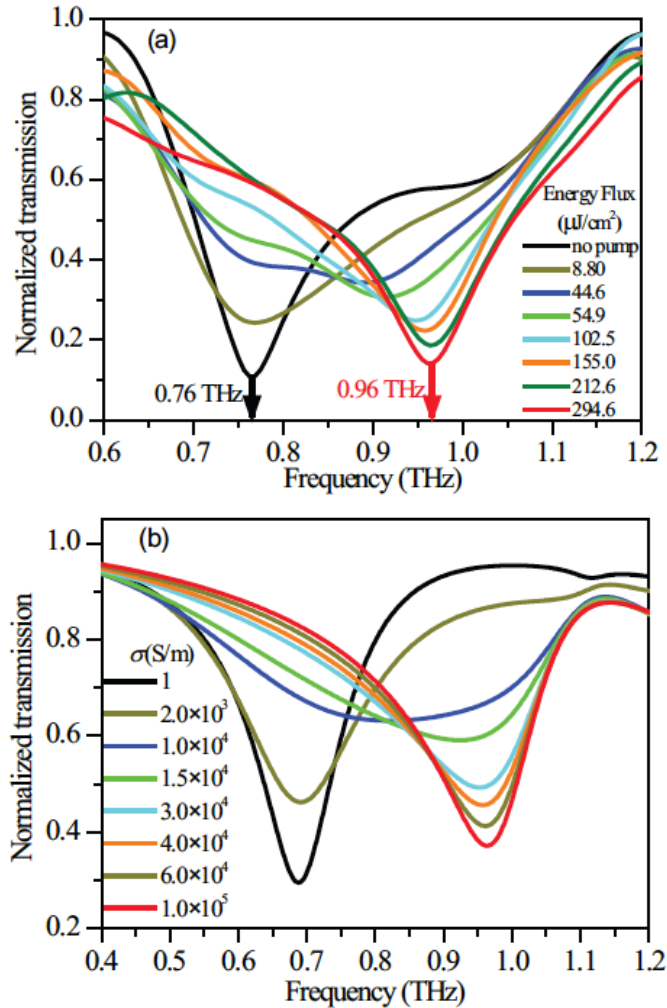 (a)
1.0
0.8
0.6
0.4
0.2
0.0
Normalized transmission
Energy Flux
(μJ/cm²)
no pump
8.80
44.6
54.9
102.5
155.0
212.6
294.6
0.76 THz
0.96 THz
0.6 0.7 0.8 0.9 1.0 1.1 1.2
Frequency (THz)
(b)
1.0
0.8
0.6
0.4
0.2
Normalized transmission
σ(S/m)
1
2.0×10³
1.0×10⁴
1.5×10⁴
3.0×10⁴
4.0×10⁴
6.0×10⁴
1.0×10⁵
0.4 0.5 0.6 0.7 0.8 0.9 1.0 1.1 1.2
Frequency (THz)